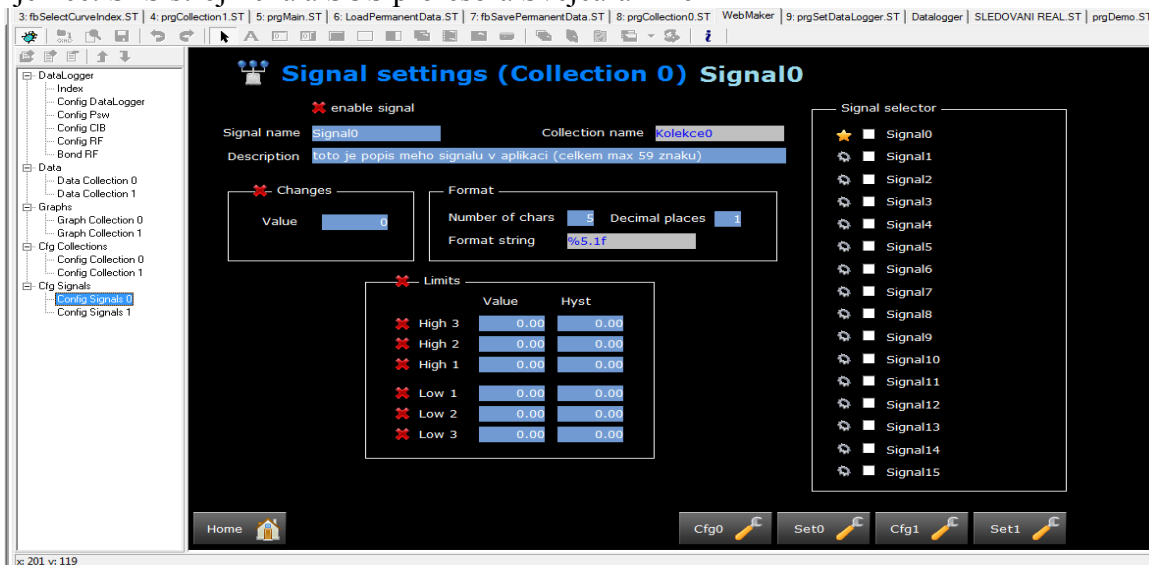 3: fbSelectCurveIndex.ST 4: prgCollection1.ST 5: prgMain.ST 6: LoadPermanentData.ST 7: fbSavePermanentData.ST 8: prgCollection0.ST WebMaker 9: prgSetDataLogger.ST Datalogger SLEDOVANI REAL.ST prgDemo.ST
DataLogger
Index
Config DataLogger
Config Psw
Config CIB
Config RF
Bond RF
Data
Data Collection 0
Data Collection 1
Graphs
Graph Collection 0
Graph Collection 1
Cfg Collections
Config Collection 0
Config Collection 1
Cfg Signals
Config Signals 0
Config Signals 1
Signal settings (Collection 0) Signal0
enable signal
Signal name Signal0 Collection name Kolekce0
Description toto je popis meho signalu v aplikaci (celkem max 59 znaku)
Changes
Value 0
Format
Number of chars 5 Decimal places 1
Format string %5.1f
Limits
Value Hyst
High 3 0.00 0.00
High 2 0.00 0.00
High 1 0.00 0.00
Low 1 0.00 0.00
Low 2 0.00 0.00
Low 3 0.00 0.00
Signal selector
Signal0
Signal1
Signal2
Signal3
Signal4
Signal5
Signal6
Signal7
Signal8
Signal9
Signal10
Signal11
Signal12
Signal13
Signal14
Signal15
Home Cfg0 Set0 Cfg1 Set1
x: 201 y: 119